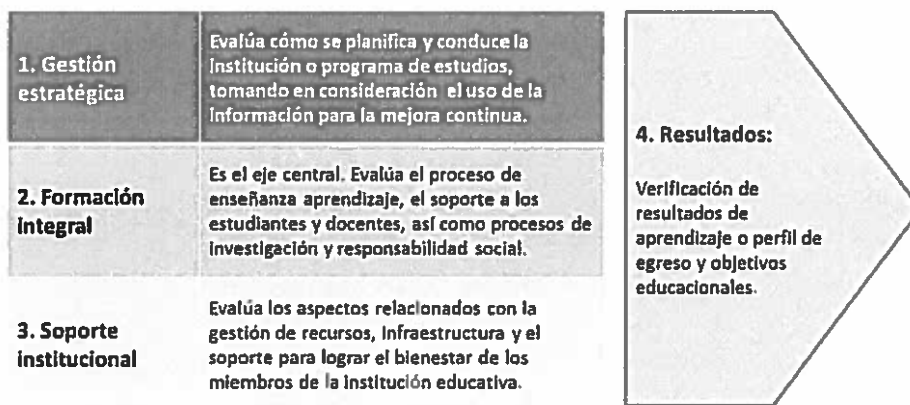 1. Gestión
estratégica
Evalúa cómo se planifica y conduce la
institución o programa de estudios,
tomando en consideración el uso de la
información para la mejora continua.
2. Formación
integral
Es el eje central. Evalúa el proceso de
enseñanza aprendizaje, el soporte a los
estudiantes y docentes, así como procesos de
investigación y responsabilidad social.
3. Soporte
institucional
Evalúa los aspectos relacionados con la
gestión de recursos, infraestructura y el
soporte para lograr el bienestar de los
miembros de la institución educativa.
4. Resultados:
Verificación de
resultados de
aprendizaje o perfil de
egreso y objetivos
educacionales.